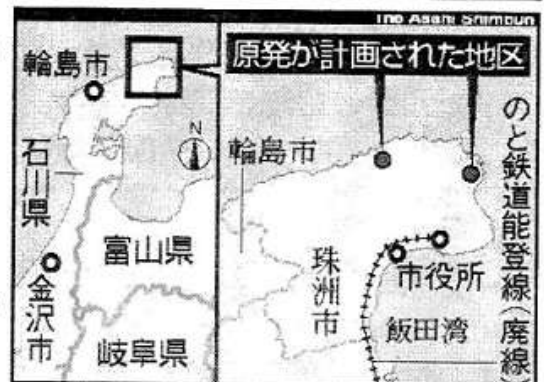 The Asahi Shimbun
原発が計画された地区
輪島市
N
石川県
富山県
金沢市
岐阜県
輪島市
珠洲市
市役所
飯田湾
のと鉄道能登線(廃線